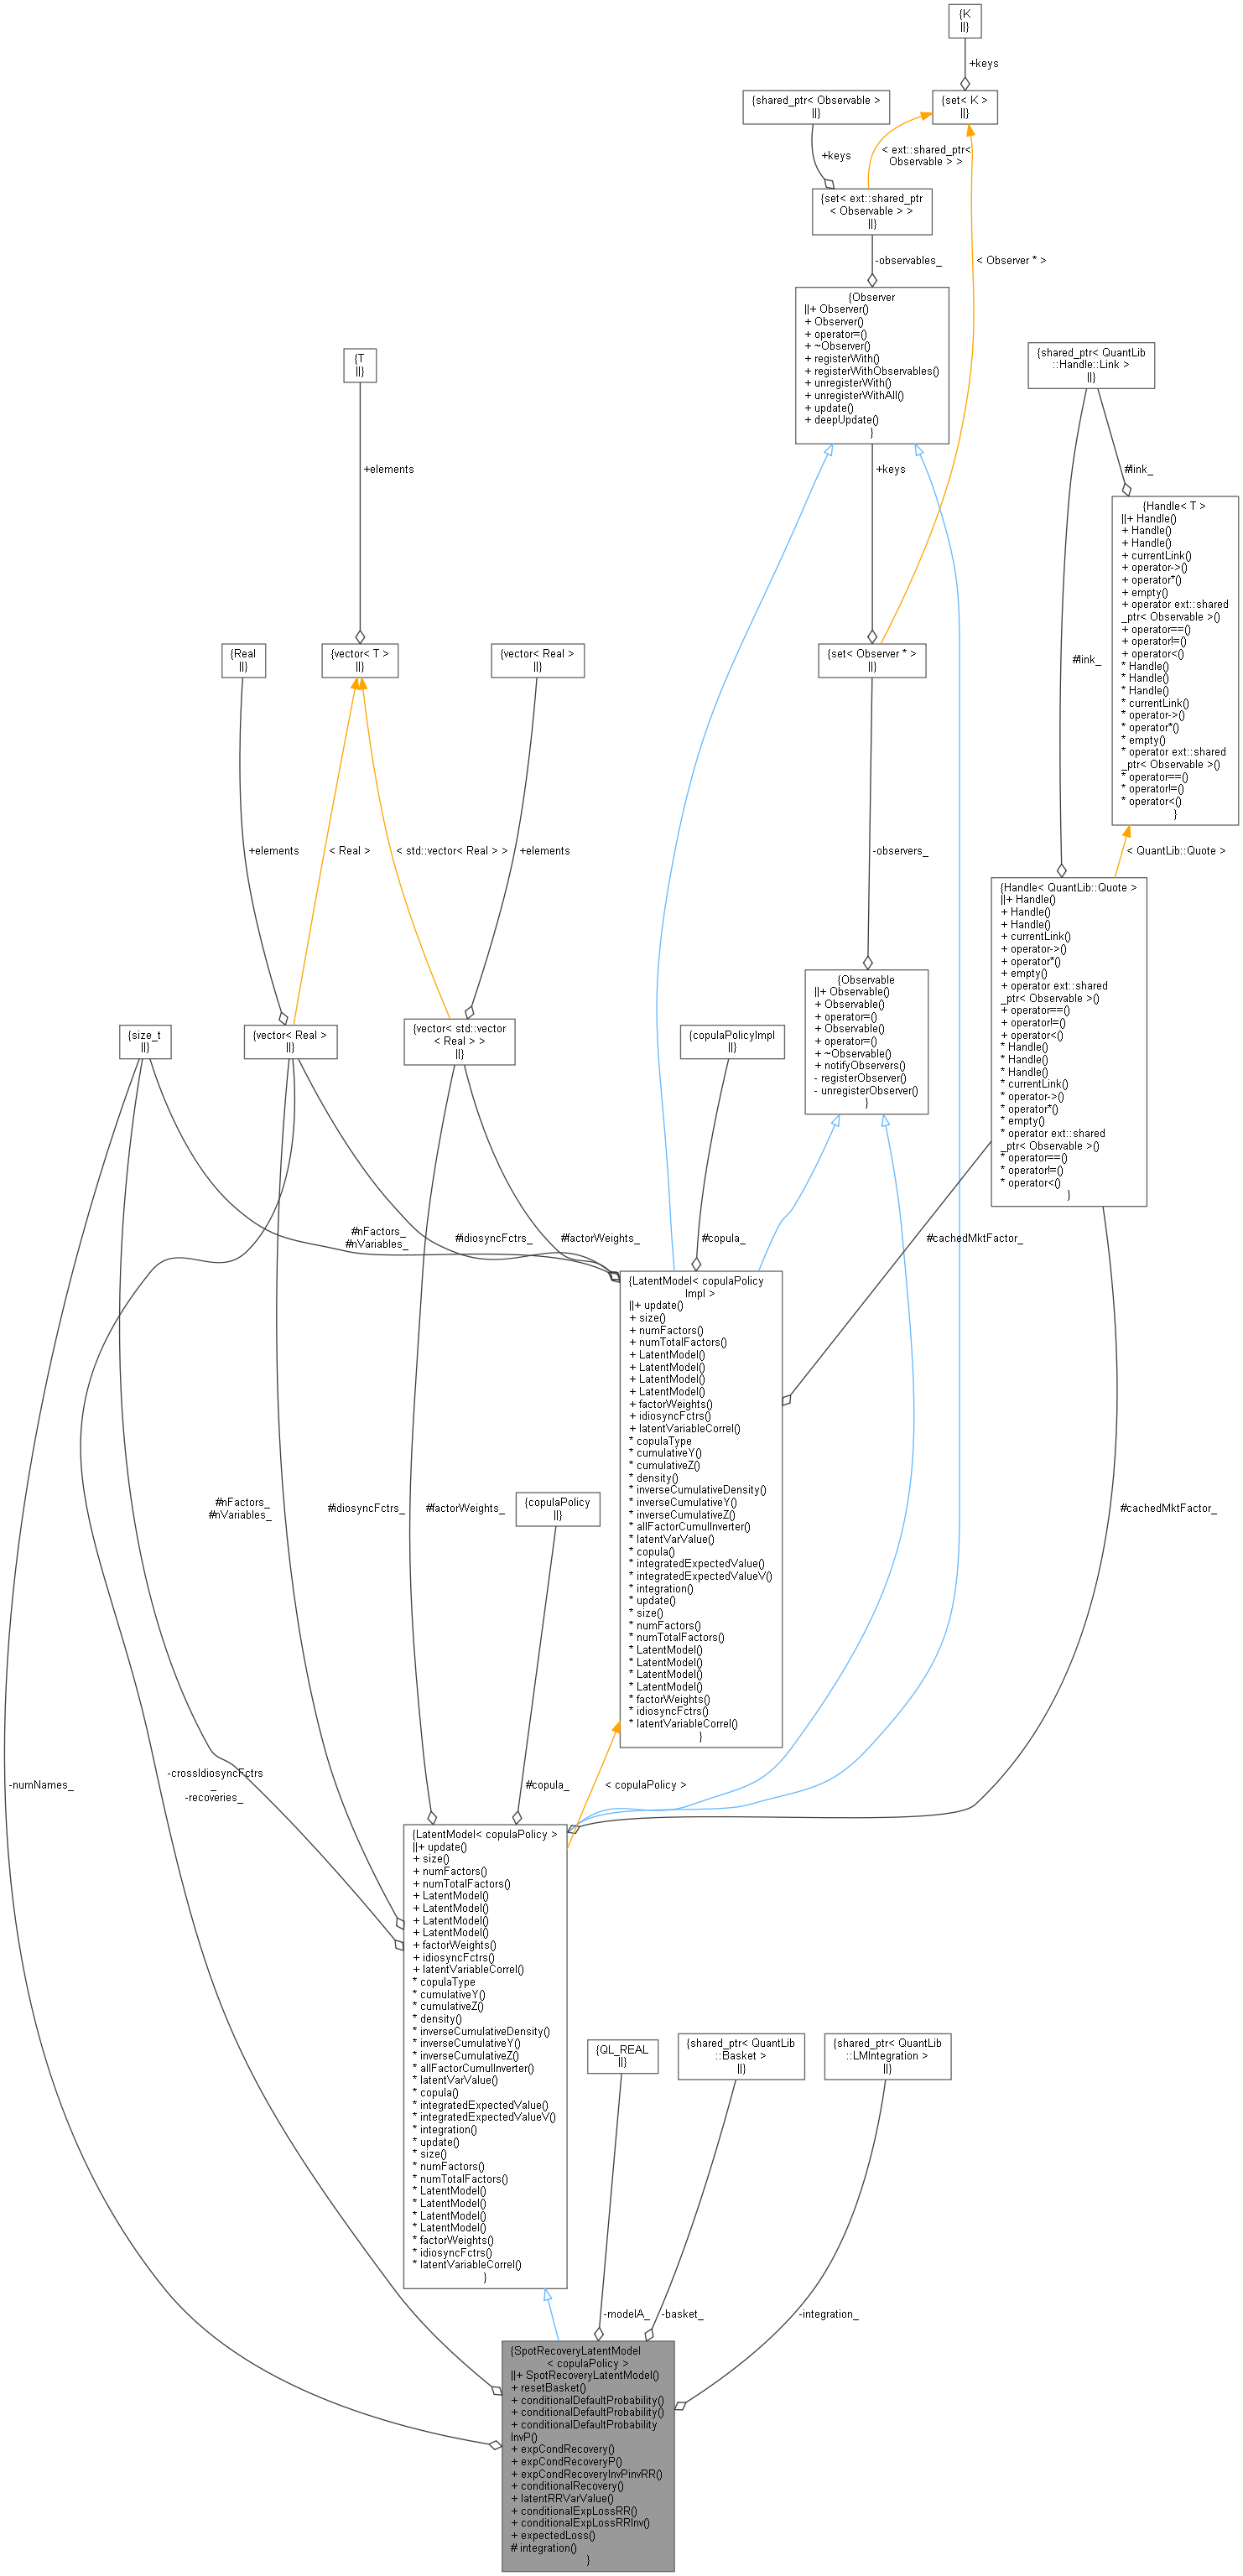 {K
||}
+keys
{shared_ptr< Observable >
||}
{set< K >
||}
+keys
< ext::shared_ptr<
Observable > >
{set< ext::shared_ptr
< Observable > >
||}
-observables_
< Observer * >
{Observer
||+ Observer()
+ Observer()
+ operator=()
+ ~Observer()
+ registerWith()
+ registerWithObservables()
+ unregisterWith()
+ unregisterWithAll()
+ update()
+ deepUpdate()
}
{shared_ptr< QuantLib
::Handle::Link >
||}
{T
||}
+elements
+keys
#link_
{Handle< T >
||+ Handle()
+ Handle()
+ Handle()
+ currentLink()
+ operator->()
+ operator*()
+ empty()
+ operator ext::shared
_ptr< Observable >()
+ operator==()
+ operator!=()
+ operator<()
* Handle()
* Handle()
* Handle()
* currentLink()
* operator->()
* operator*()
* empty()
* operator ext::shared
_ptr< Observable >()
* operator==()
* operator!=()
* operator<()
}
{Real
||}
{vector< T >
||}
{vector< Real >
||}
{set< Observer * >
||}
#link_
+elements
< Real >
< std::vector< Real > >
+elements
-observers_
< QuantLib::Quote >
{Handle< QuantLib::Quote >
||+ Handle()
+ Handle()
+ Handle()
+ currentLink()
+ operator->()
+ operator*()
+ empty()
+ operator ext::shared
_ptr< Observable >()
+ operator==()
+ operator!=()
+ operator<()
* Handle()
* Handle()
* Handle()
* currentLink()
* operator->()
* operator*()
* empty()
* operator ext::shared
_ptr< Observable >()
* operator==()
* operator!=()
* operator<()
}
{Observable
||+ Observable()
+ Observable()
+ operator=()
+ Observable()
+ operator=()
+ ~Observable()
+ notifyObservers()
- registerObserver()
- unregisterObserver()
}
{size_t
||}
{vector< Real >
||}
{vector< std::vector
< Real > >
||}
{copulaPolicyImpl
||}
#nFactors_
#nVariables_
#idiosyncFctrs_
#factorWeights_
#copula_
#cachedMktFactor_
{LatentModel< copulaPolicy
Impl >
||+ update()
+ size()
+ numFactors()
+ numTotalFactors()
+ LatentModel()
+ LatentModel()
+ LatentModel()
+ LatentModel()
+ factorWeights()
+ idiosyncFctrs()
+ latentVariableCorrel()
* copulaType
* cumulativeY()
* cumulativeZ()
* density()
* inverseCumulativeDensity()
* inverseCumulativeY()
* inverseCumulativeZ()
* allFactorCumulInverter()
* latentVarValue()
* copula()
* integratedExpectedValue()
* integratedExpectedValueV()
* integration()
* update()
* size()
* numFactors()
* numTotalFactors()
* LatentModel()
* LatentModel()
* LatentModel()
* LatentModel()
* factorWeights()
* idiosyncFctrs()
* latentVariableCorrel()
}
#nFactors_
#nVariables_
#idiosyncFctrs_
#factorWeights_
{copulaPolicy
||}
#cachedMktFactor_
-numNames_
-crossIdiosyncFctrs
_
-recoveries_
#copula_
< copulaPolicy >
{LatentModel< copulaPolicy >
||+ update()
+ size()
+ numFactors()
+ numTotalFactors()
+ LatentModel()
+ LatentModel()
+ LatentModel()
+ LatentModel()
+ factorWeights()
+ idiosyncFctrs()
+ latentVariableCorrel()
* copulaType
* cumulativeY()
* cumulativeZ()
* density()
* inverseCumulativeDensity()
* inverseCumulativeY()
* inverseCumulativeZ()
* allFactorCumulInverter()
* latentVarValue()
* copula()
* integratedExpectedValue()
* integratedExpectedValueV()
* integration()
* update()
* size()
* numFactors()
* numTotalFactors()
* LatentModel()
* LatentModel()
* LatentModel()
* LatentModel()
* factorWeights()
* idiosyncFctrs()
* latentVariableCorrel()
}
{QL_REAL
||}
{shared_ptr< QuantLib
::Basket >
||}
{shared_ptr< QuantLib
::LMIntegration >
||}
-modelA_
-basket_
-integration_
{SpotRecoveryLatentModel
< copulaPolicy >
||+ SpotRecoveryLatentModel()
+ resetBasket()
+ conditionalDefaultProbability()
+ conditionalDefaultProbability()
+ conditionalDefaultProbability
InvP()
+ expCondRecovery()
+ expCondRecoveryP()
+ expCondRecoveryInvPinvRR()
+ conditionalRecovery()
+ latentRRVarValue()
+ conditionalExpLossRR()
+ conditionalExpLossRRInv()
+ expectedLoss()
# integration()
}